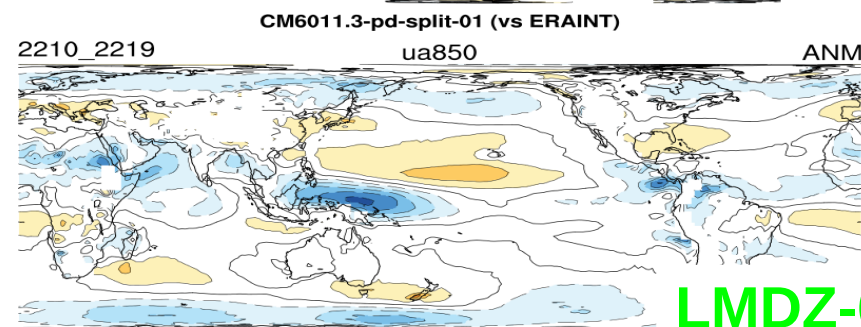 CM6011.3-pd-split-01 (vs ERAINT)
2210_2219 ua850 ANM
LMDZ-